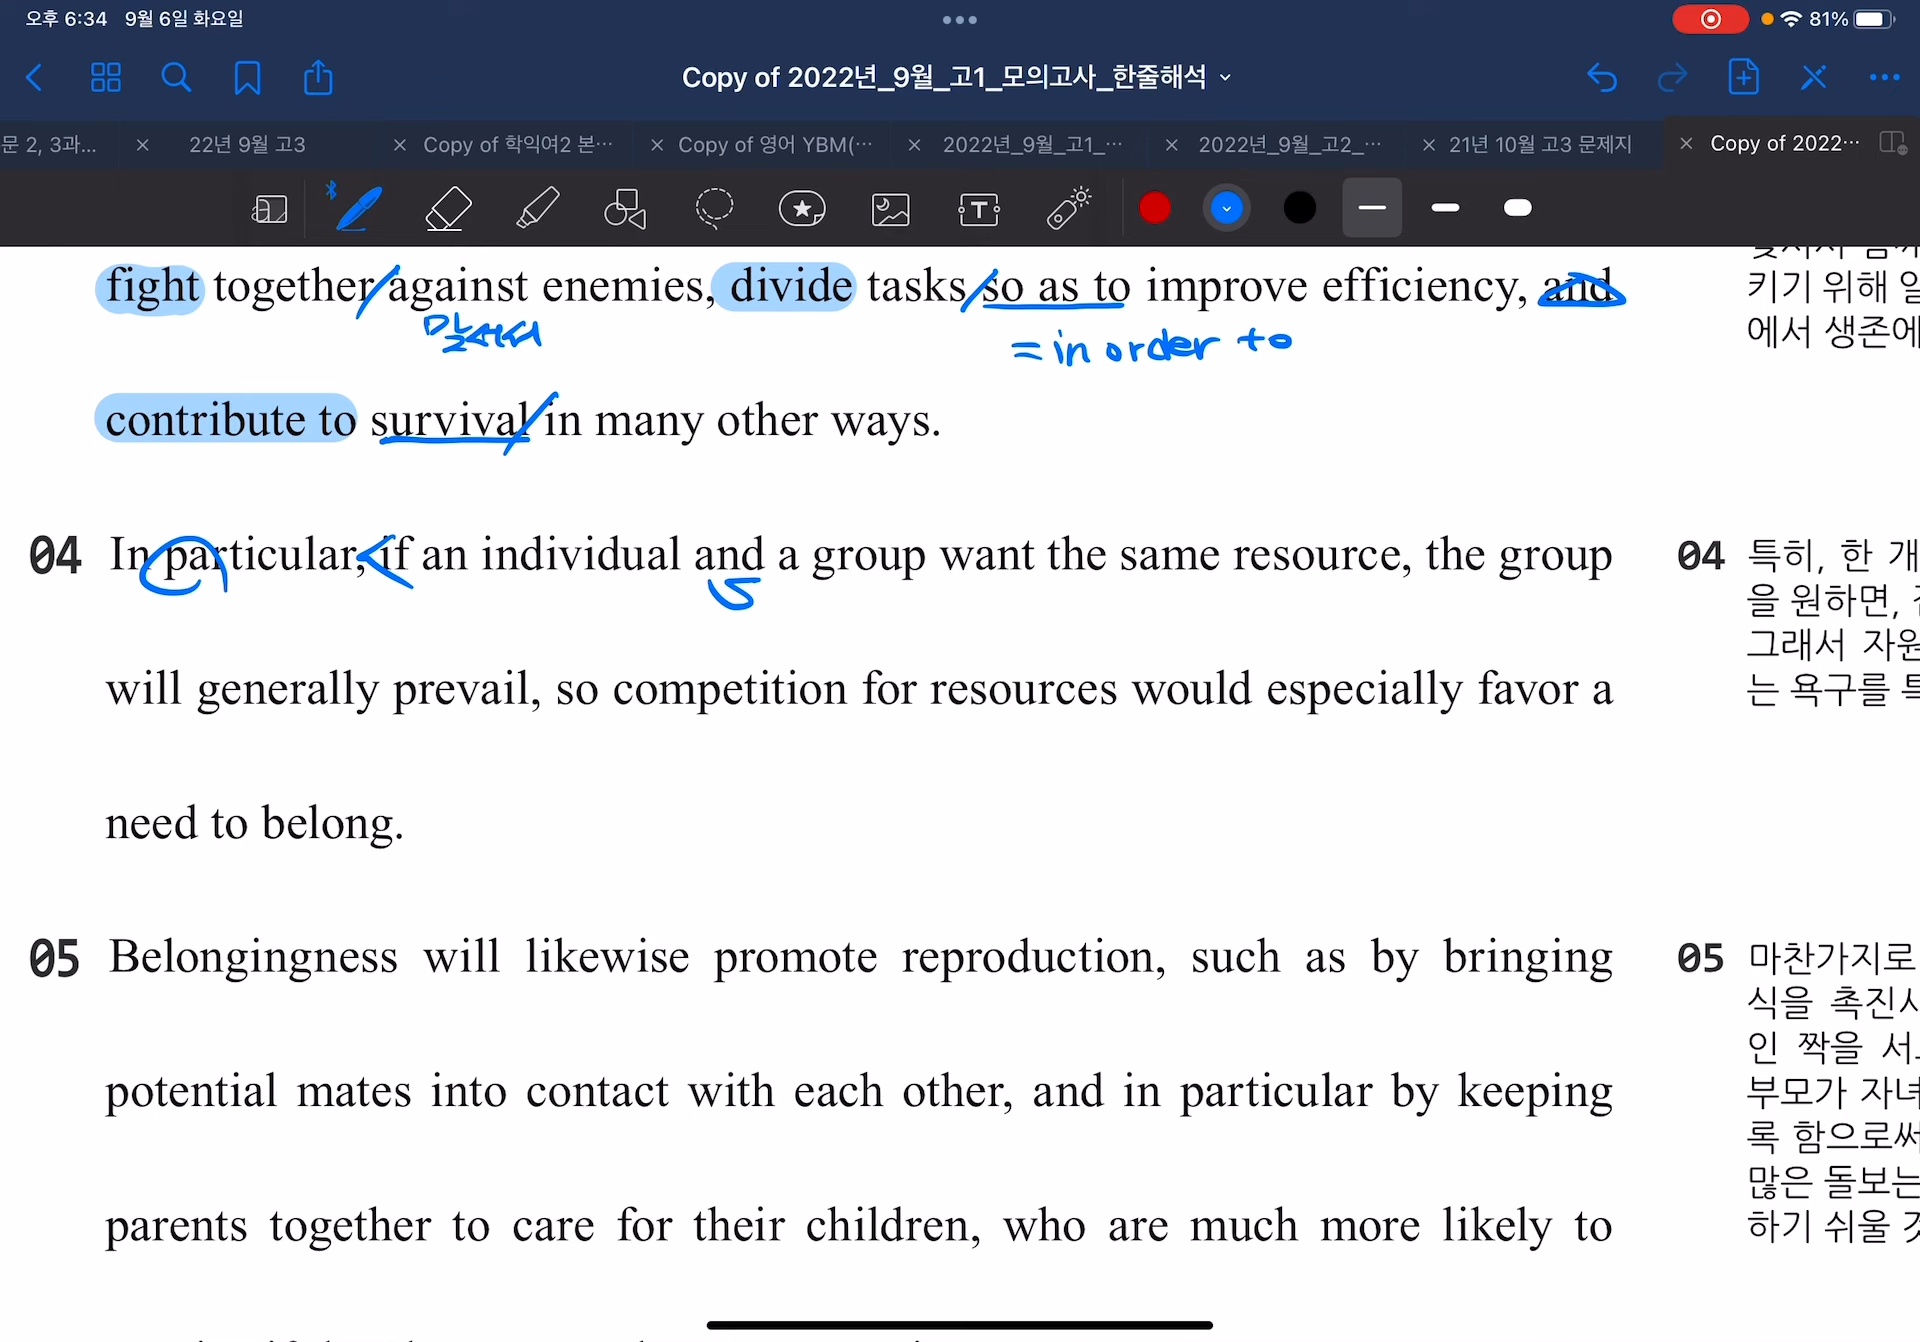 오후 6:34 9월 6일 화요일
81%
Copy of 2022년_9월_고1_모의고사_한줄해석
문 2, 3과... 22년 9월 고3 Copy of 학익여2 본... Copy of 영어 YBM(... 2022년_9월_고1_... 2022년_9월_고2_... 21년 10월 고3 문제지 Copy of 2022...
fight together against enemies, divide tasks so as to improve efficiency, and
맞서서 = in order to
contribute to survival in many other ways.
04 In particular, if an individual and a group want the same resource, the group
will generally prevail, so competition for resources would especially favor a
need to belong.
05 Belongingness will likewise promote reproduction, such as by bringing
potential mates into contact with each other, and in particular by keeping
parents together to care for their children, who are much more likely to
키기 위해 일
에서 생존에
04 특히, 한 개
을 원하면,
그래서 자원
는 욕구를 특
05 마찬가지로
식을 촉진시
인 짝을 서
부모가 자녀
록 함으로써
많은 돌보는
하기 쉬울 것